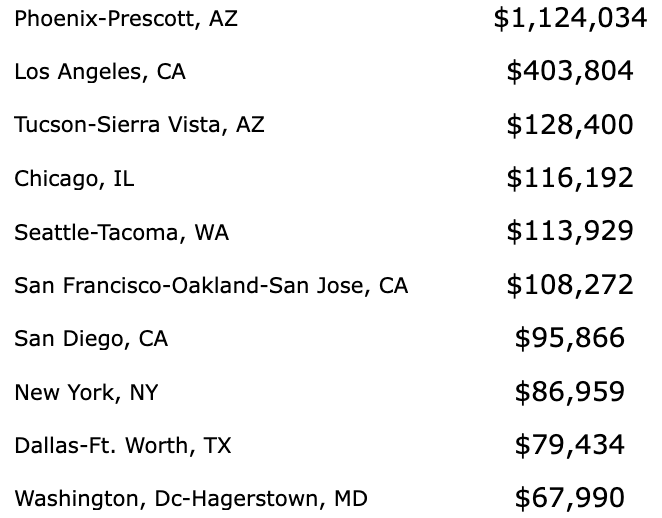 Phoenix-Prescott, AZ $1,124,034
Los Angeles, CA $403,804
Tucson-Sierra Vista, AZ $128,400
Chicago, IL $116,192
Seattle-Tacoma, WA $113,929
San Francisco-Oakland-San Jose, CA $108,272
San Diego, CA $95,866
New York, NY $86,959
Dallas-Ft. Worth, TX $79,434
Washington, Dc-Hagerstown, MD $67,990